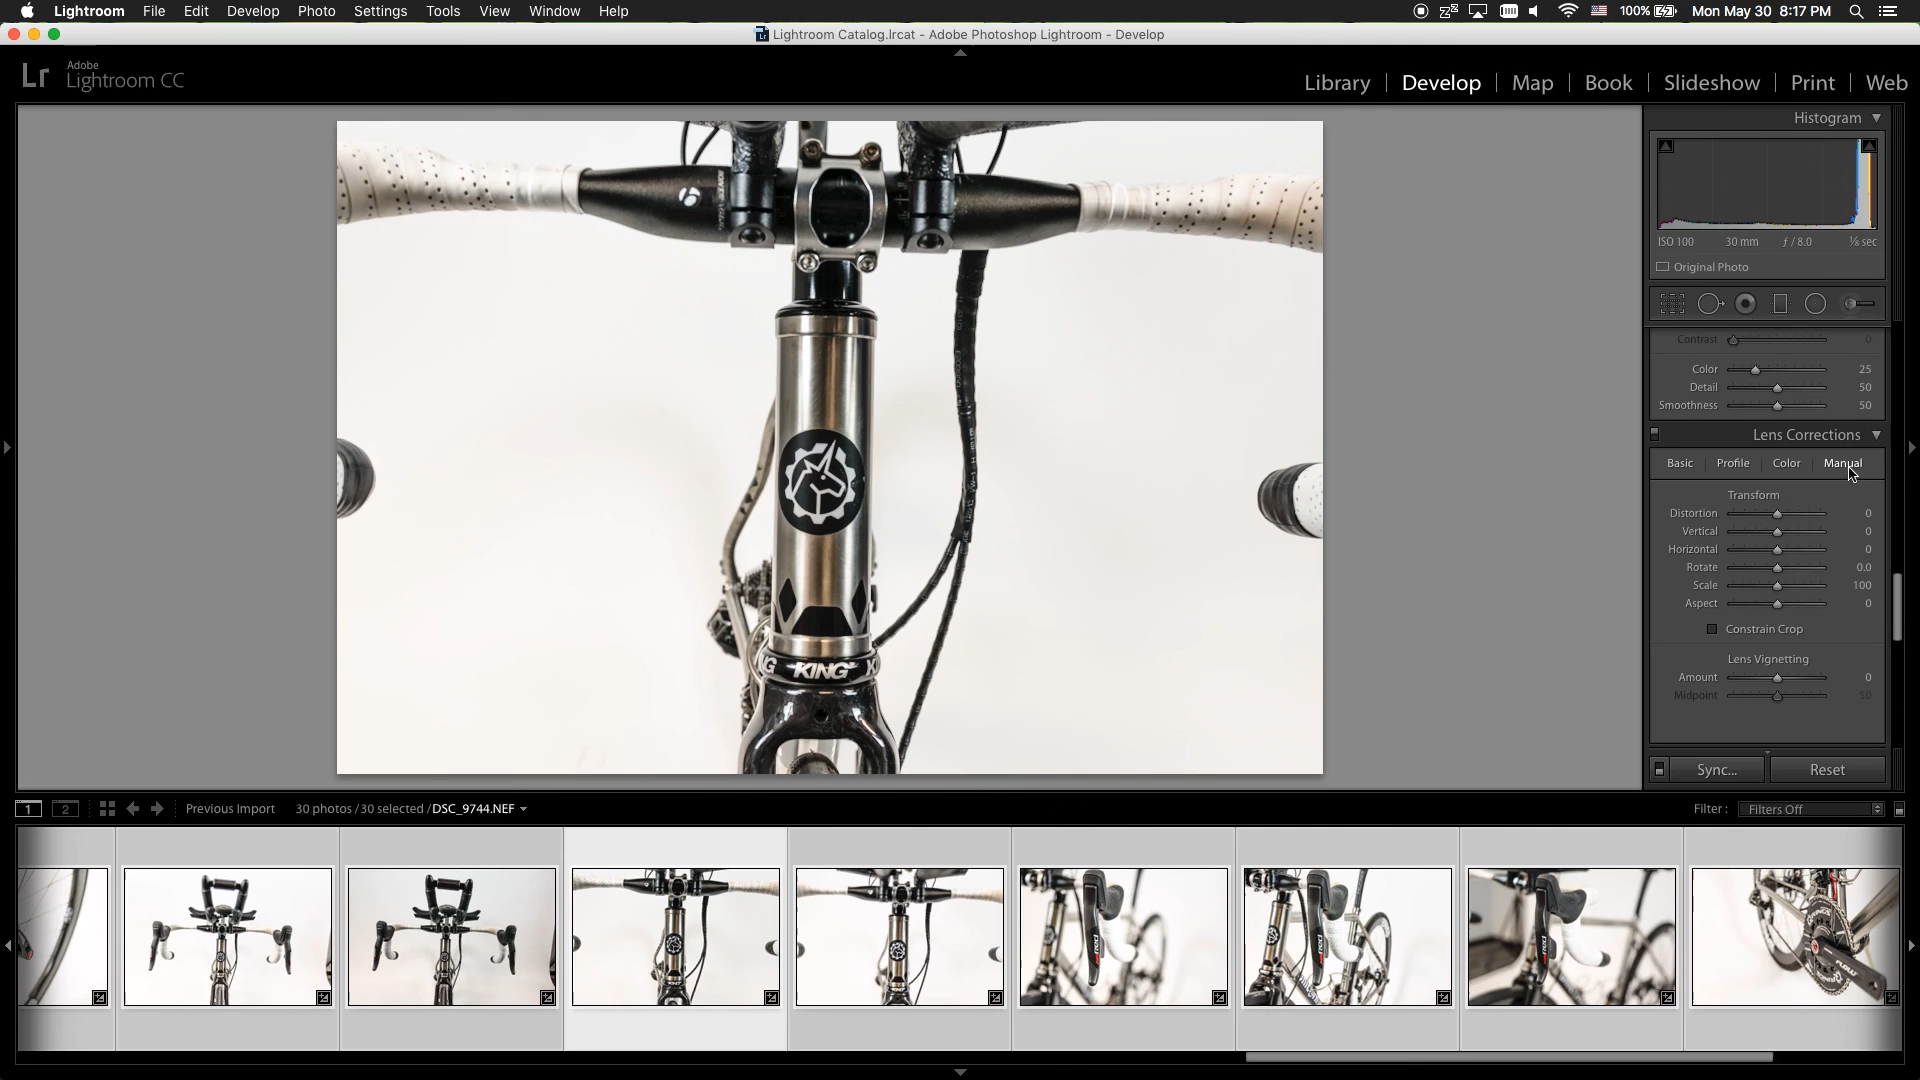 Lightroom File Edit Develop Photo Settings Tools View Window Help 100% Mon May 30 8:17 PM
Lightroom Catalog.lrcat - Adobe Photoshop Lightroom - Develop
Lr Adobe
Lightroom CC
Library | Develop | Map | Book | Slideshow | Print | Web
Histogram
ISO 100 30 mm ƒ / 8.0 ⅙ sec
Original Photo
Contrast 0
Color 25
Detail 50
Smoothness 50
Lens Corrections
Basic | Profile | Color | Manual
Transform
Distortion 0
Vertical 0
Horizontal 0
Rotate 0.0
Scale 100
Aspect 0
Constrain Crop
Lens Vignetting
Amount 0
Midpoint 50
KING
Sync... Reset
1 2 Previous Import 30 photos / 30 selected / DSC_9744.NEF Filter : Filters Off